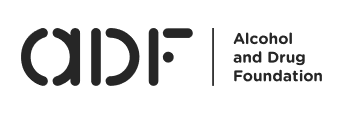 aDF
Alcohol
and Drug
Foundation